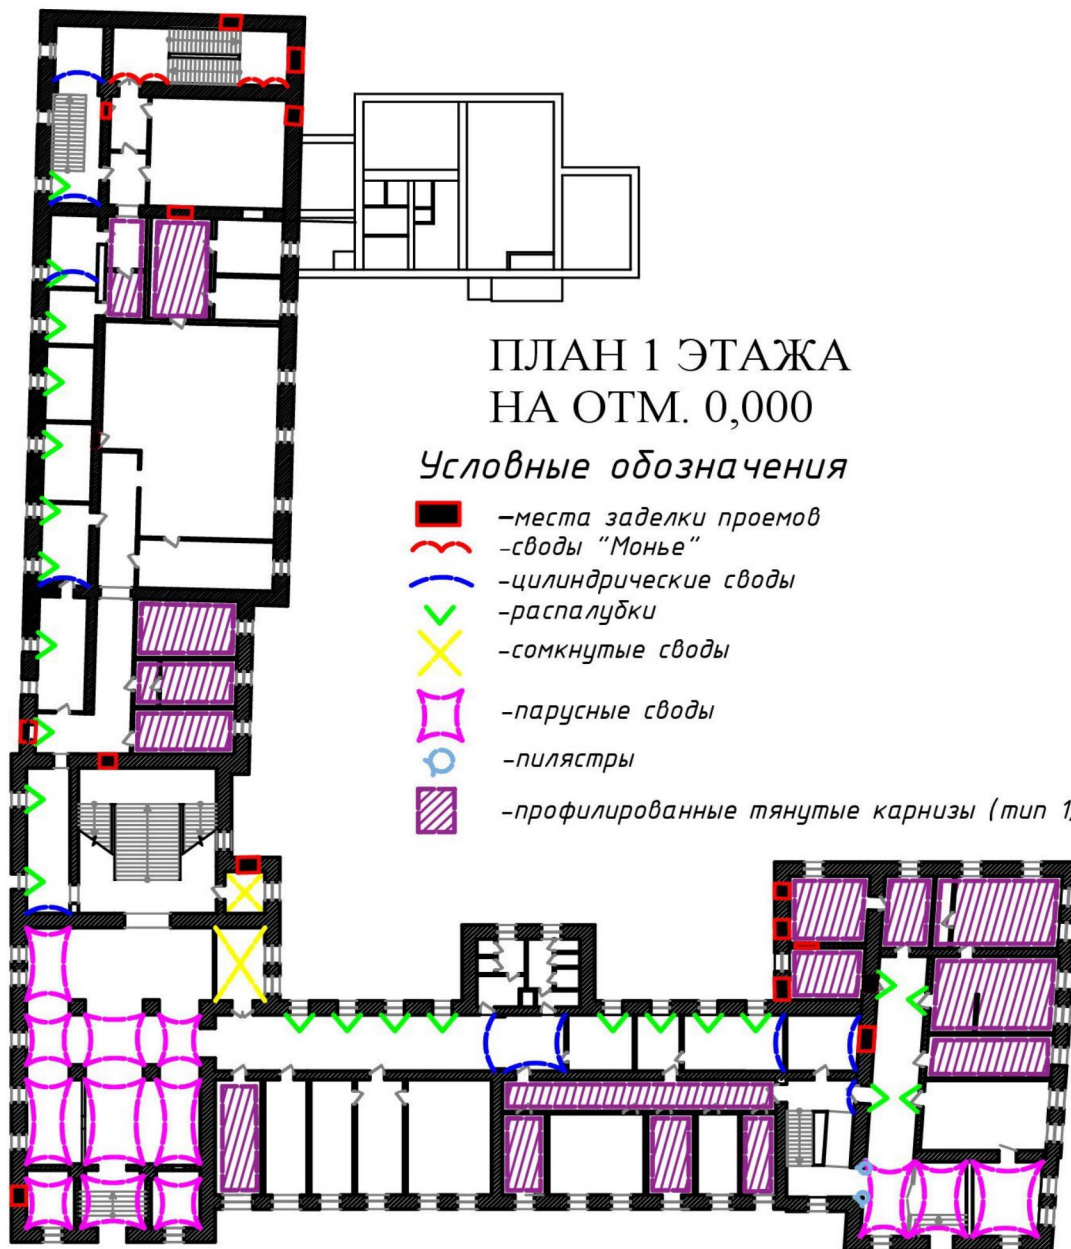 ПЛАН 1 ЭТАЖА
НА ОТМ. 0,000
Условные обозначения
-места заделки проемов
-своды "Монье"
-цилиндрические своды
-распалубки
-сомкнутые своды
-парусные своды
-пилястры
-профилированные тянутые карнизы (тип 1)